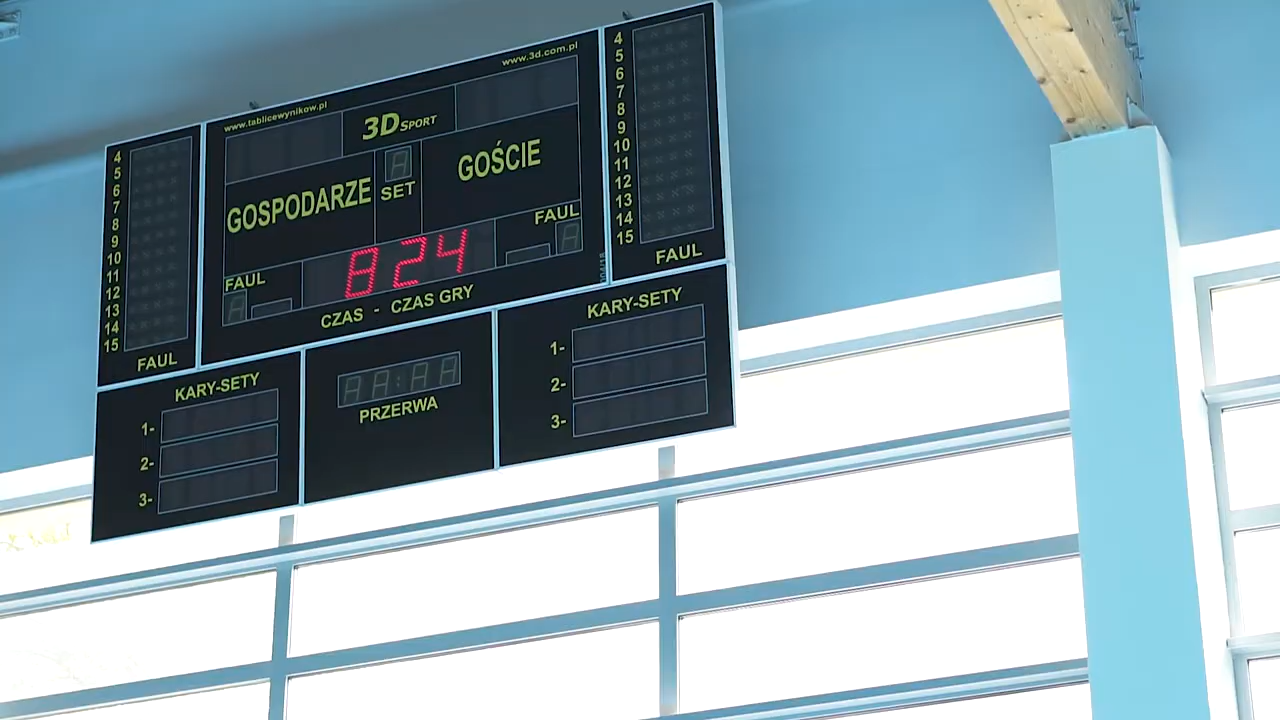 www.tablicewynikow.pl
www.3d.com.pl
3D SPORT
GOSPODARZE
SET
GOŚCIE
FAUL
824
FAUL
CZAS - CZAS GRY
4
5
6
7
8
9
10
11
12
13
14
15
FAUL
4
5
6
7
8
9
10
11
12
13
14
15
FAUL
KARY-SETY
1-
2-
3-
PRZERWA
KARY-SETY
1-
2-
3-